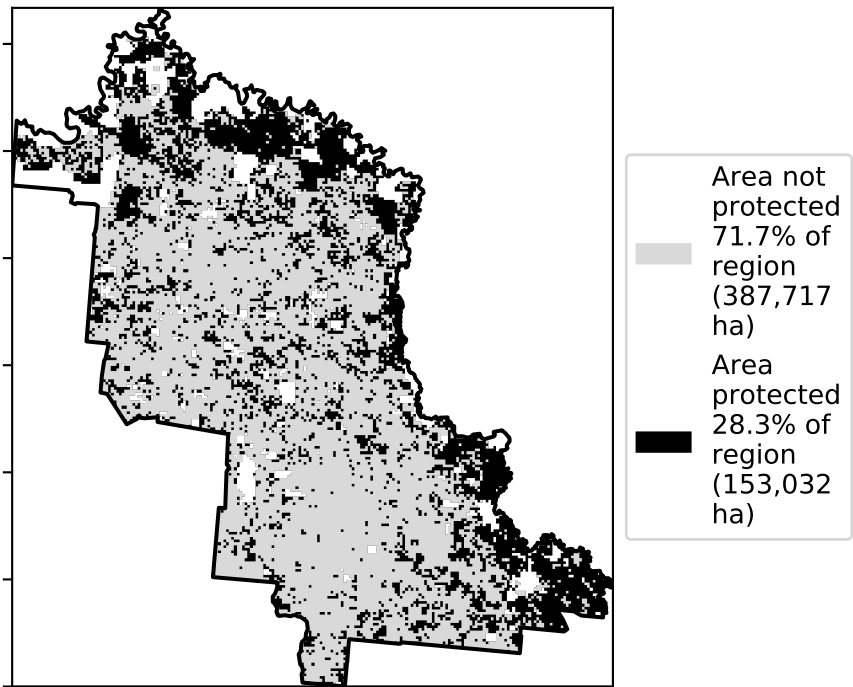 Area not
protected
71.7% of
region
(387,717
ha)
Area
protected
28.3% of
region
(153,032
ha)